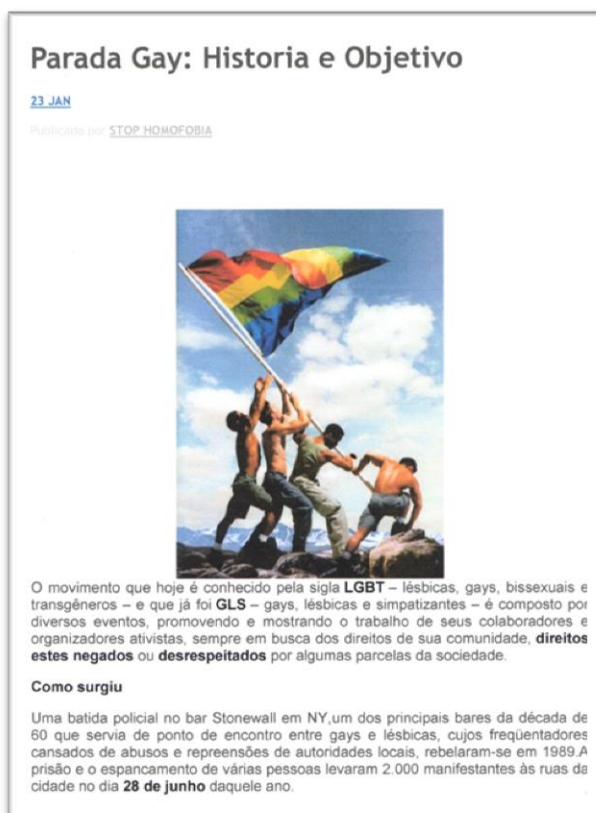 Parada Gay: Historia e Objetivo
23 JAN
Publicado por STOP HOMOFOBIA
O movimento que hoje é conhecido pela sigla LGBT – lésbicas, gays, bissexuais e
transgêneros – e que já foi GLS – gays, lésbicas e simpatizantes – é composto por
diversos eventos, promovendo e mostrando o trabalho de seus colaboradores e
organizadores ativistas, sempre em busca dos direitos de sua comunidade, direitos
estes negados ou desrespeitados por algumas parcelas da sociedade.
Como surgiu
Uma batida policial no bar Stonewall em NY,um dos principais bares da década de
60 que servia de ponto de encontro entre gays e lésbicas, cujos freqüentadores
cansados de abusos e repreensões de autoridades locais, rebelaram-se em 1989.A
prisão e o espancamento de várias pessoas levaram 2.000 manifestantes às ruas da
cidade no dia 28 de junho daquele ano.